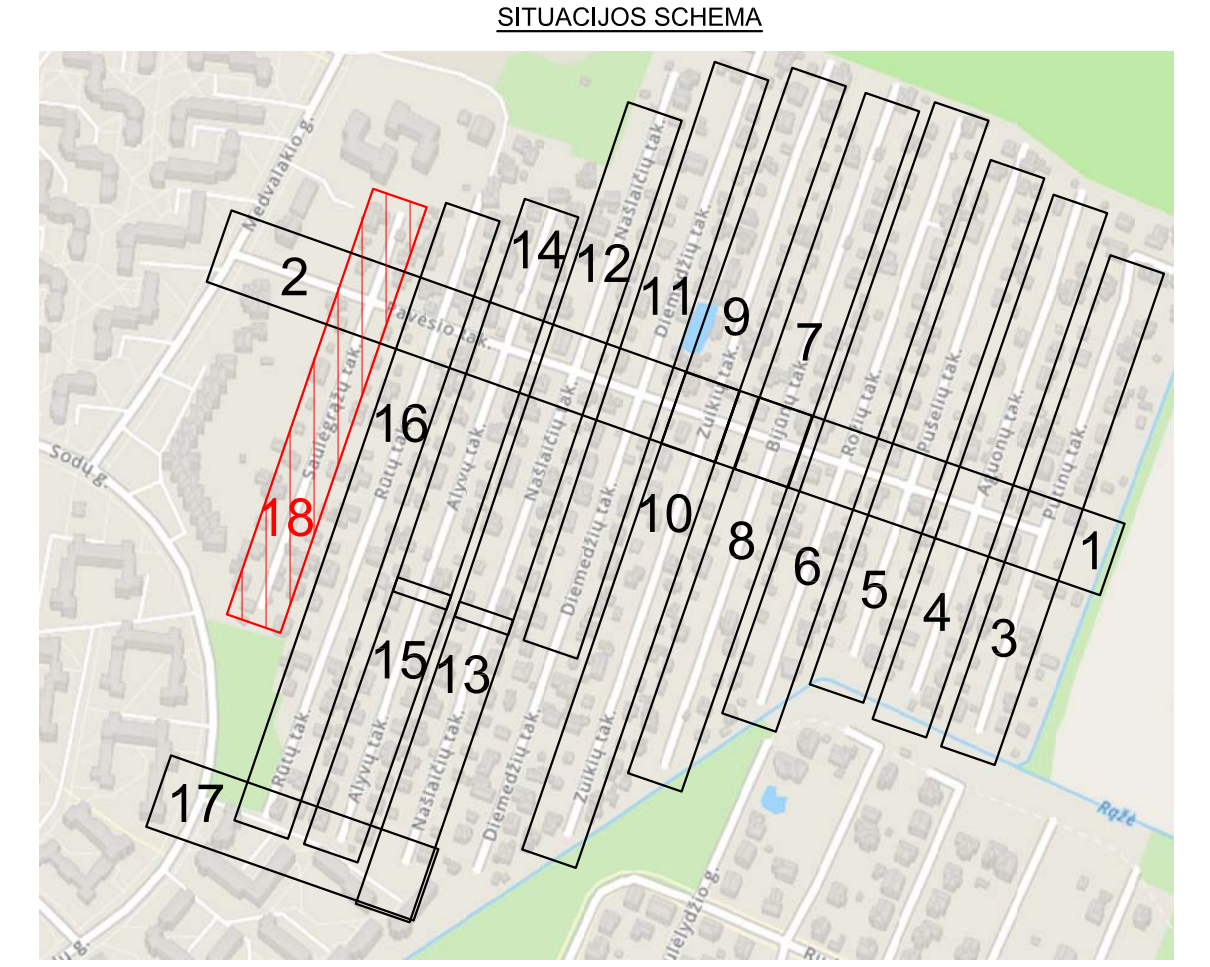 SITUACIJOS SCHEMA
Medvalakio g.
Našlaičių tak.
Diemedžių tak.
14
12
2
11
9
7
Pavėsio tak.
Saulėgrąžų tak.
Zuikių tak.
Bijūnų tak.
Rožių tak.
Pušelių tak.
Aguonų tak.
Putinų tak.
16
Rūtų tak.
Alyvų tak.
Našlaičių tak.
Diemedžių tak.
Sodų g.
18
10
8
6
5
4
3
1
15
13
Rūtų tak.
Alyvų tak.
Našlaičių tak.
Diemedžių tak.
Zuikių tak.
17
Rąžė